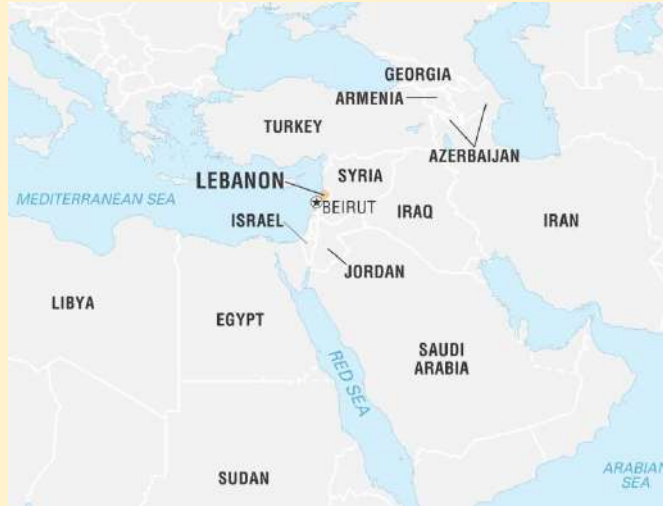 GEORGIA
ARMENIA
TURKEY
AZERBAIJAN
LEBANON
SYRIA
MEDITERRANEAN SEA
BEIRUT
ISRAEL
IRAQ
IRAN
JORDAN
LIBYA
EGYPT
RED SEA
SAUDI
ARABIA
SUDAN
ARABIAN
SEA